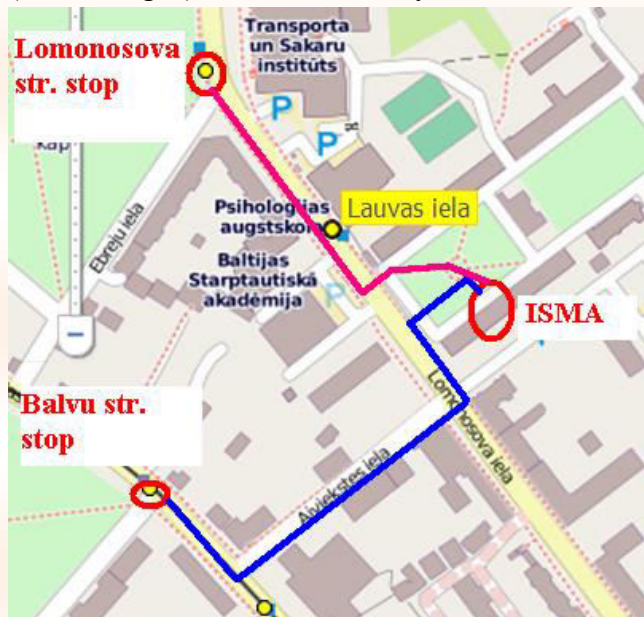 Lomonosova
str. stop
Transporta
un Sakaru
institūts
P
P
Ebreju iela
Psiholoģijas
augstskola
Lauvas iela
Baltijas
Starptautiskā
akadēmija
P
ISMA
Lomonosova iela
Balvu str.
stop
Aiviekstes iela